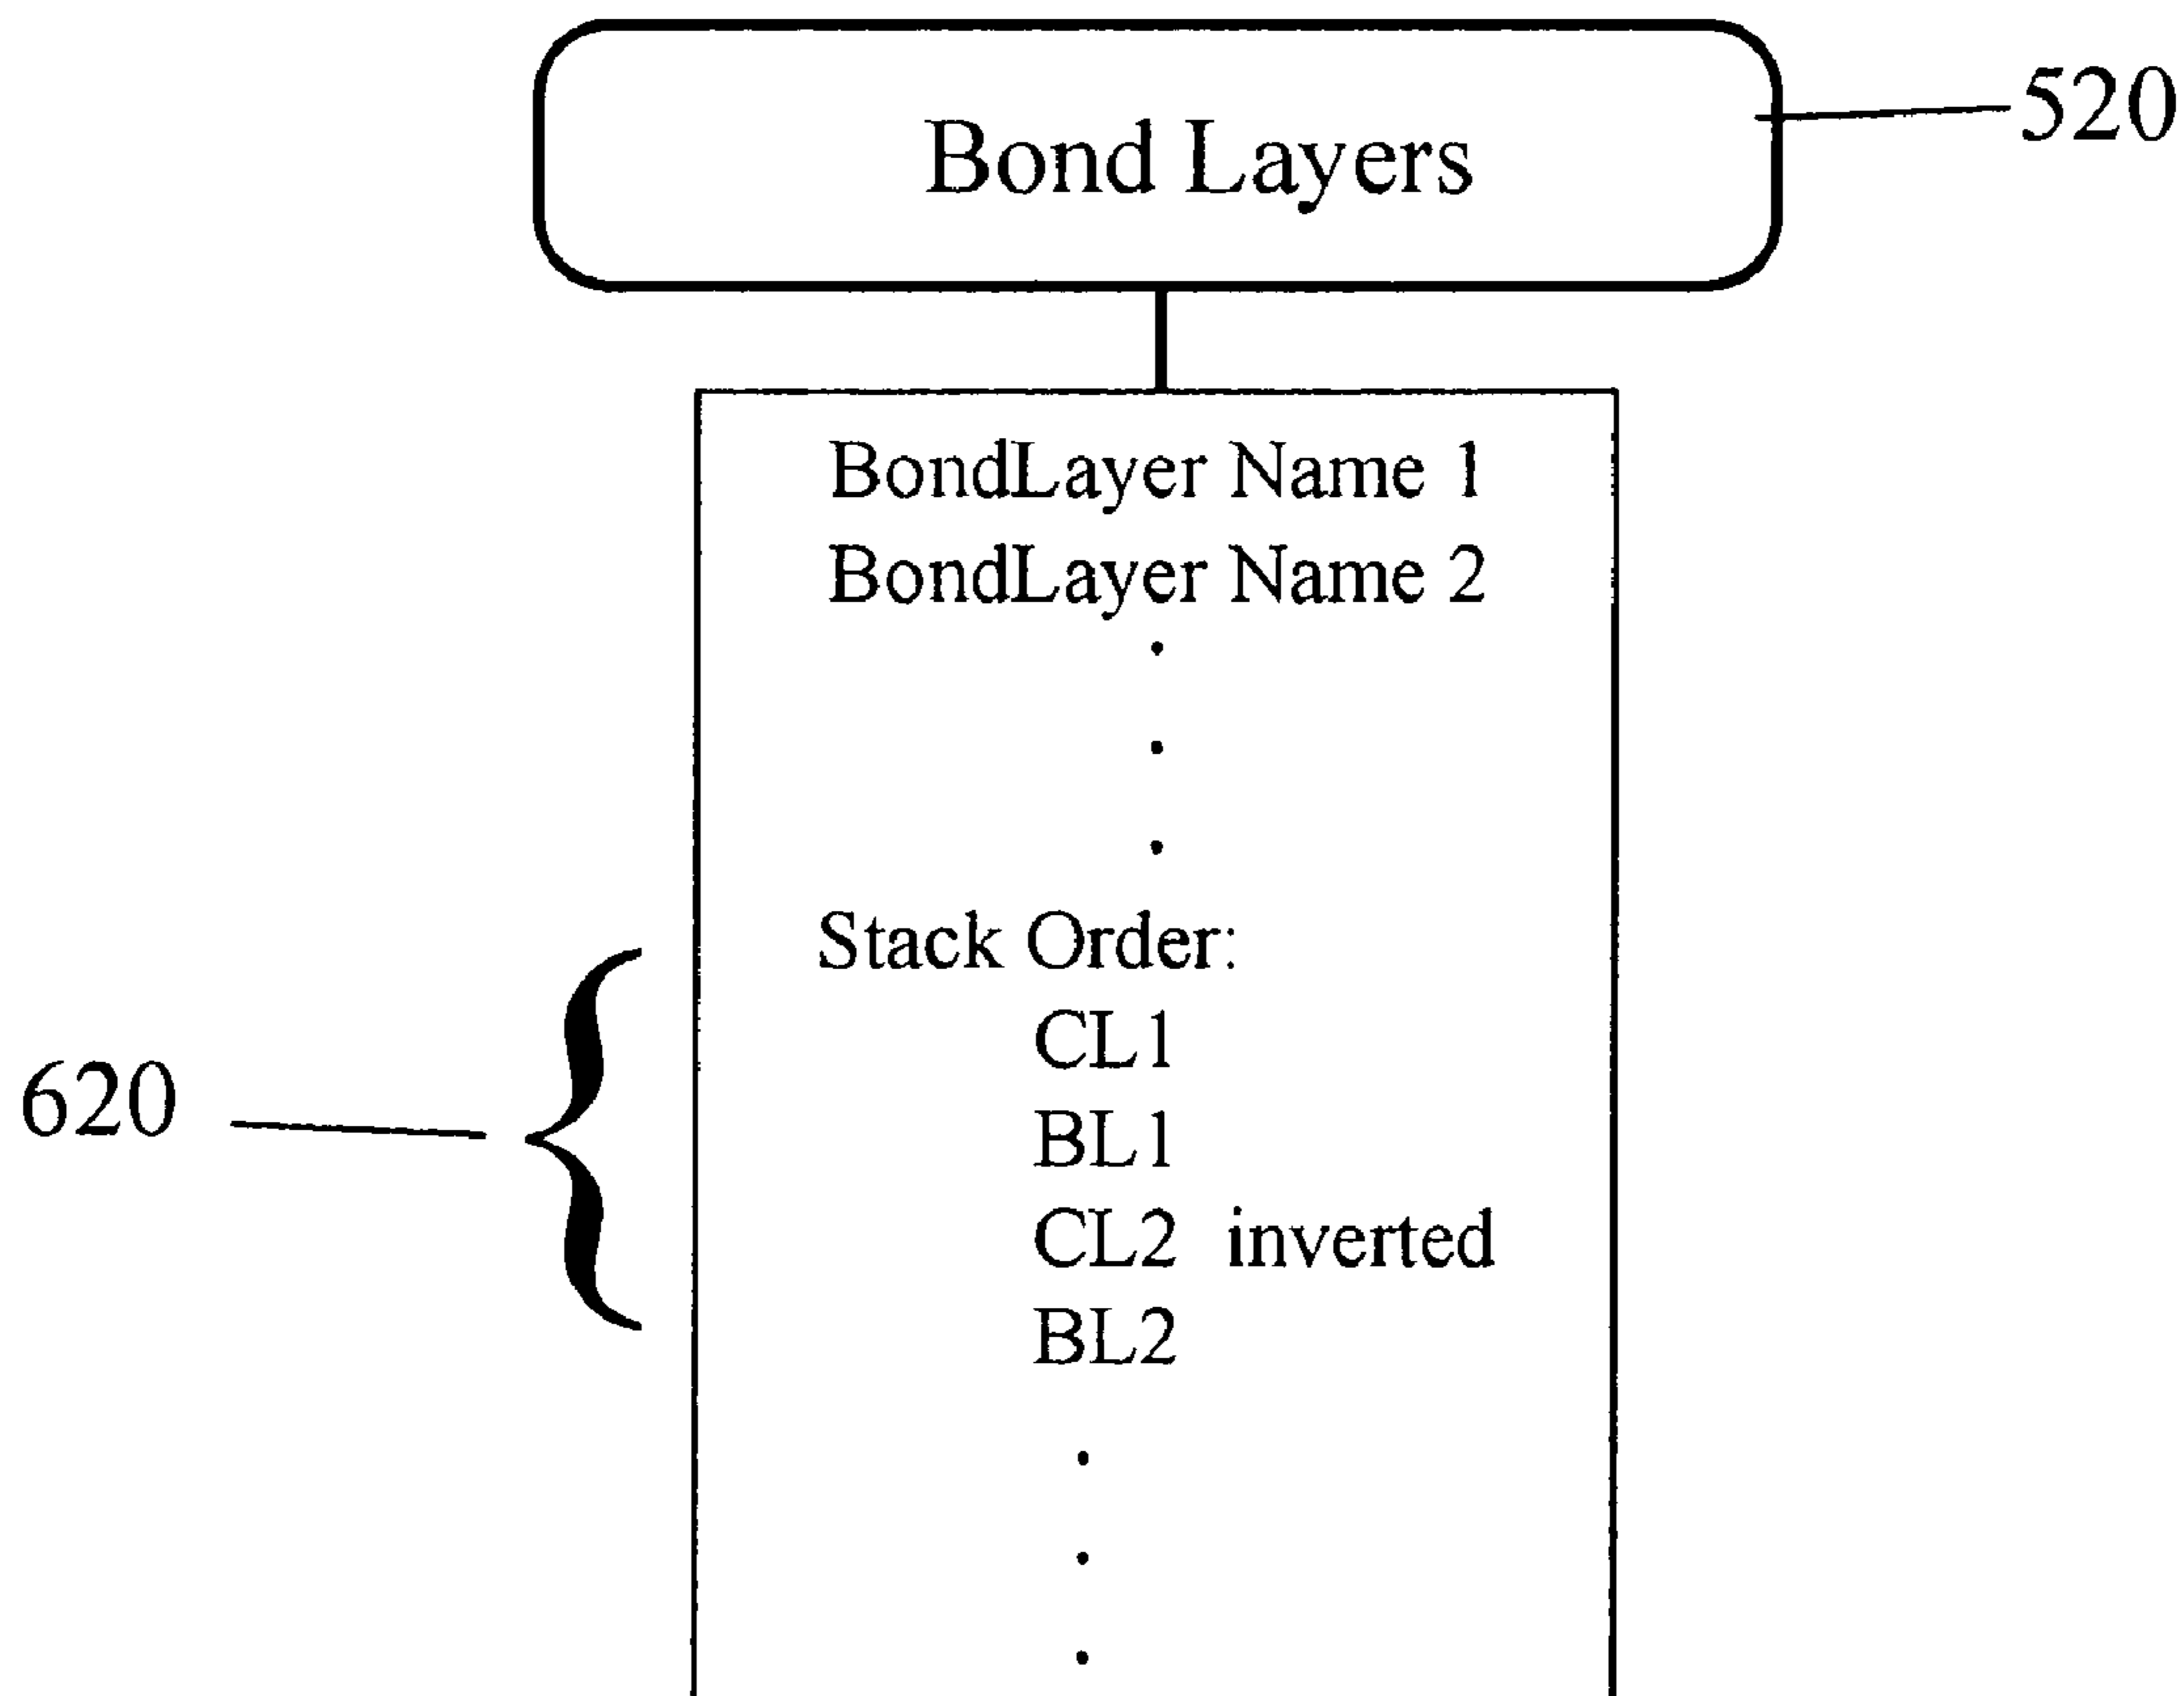 Bond Layers
520
BondLayer Name 1
BondLayer Name 2
.
.
.
Stack Order:
CL1
BL1
620
CL2 inverted
BL2
.
.
.